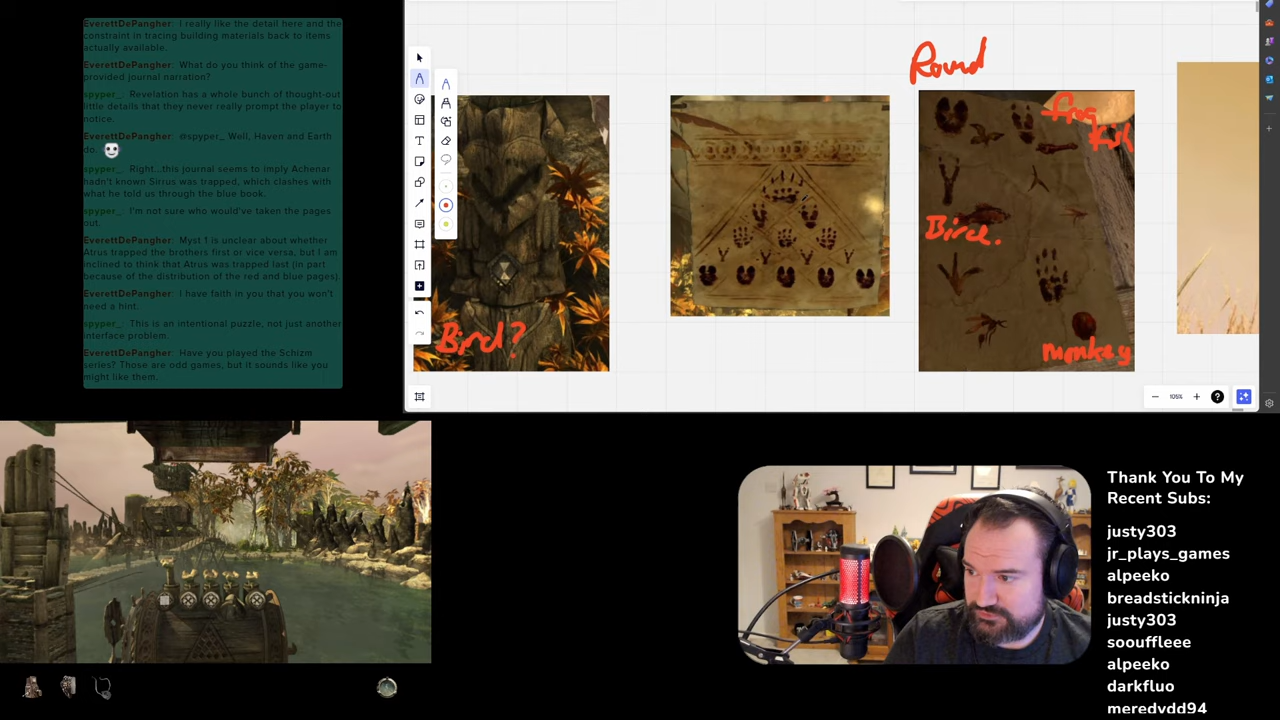 EverettDePangher: I really like the detail here and the
constraint in tracing building materials back to items
actually available.
EverettDePangher: What do you think of the game-
provided journal narration?
spyper_: Revelation has a whole bunch of thought-out
little details that they never really prompt the player to
notice.
EverettDePangher: @spyper_ Well, Haven and Earth
do.
spyper_: Right...this journal seems to imply Achenar
hadn't known Sirrus was trapped, which clashes with
what he told us through the blue book.
spyper_: I'm not sure who would've taken the pages
out.
EverettDePangher: Myst 1 is unclear about whether
Atrus trapped the brothers first or vice versa, but I am
inclined to think that Atrus was trapped last (in part
because of the distribution of the red and blue pages).
EverettDePangher: I have faith in you that you won't
need a hint.
spyper_: This is an intentional puzzle, not just another
interface problem.
EverettDePangher: Have you played the Schizm
series? Those are odd games, but it sounds like you
might like them.
Round
frog
Bird.
Bird?
monkey
105%
Thank You To My
Recent Subs:
justy303
jr_plays_games
alpeeko
breadstickninja
justy303
sooufleee
alpeeko
darkfluo
meredydd94